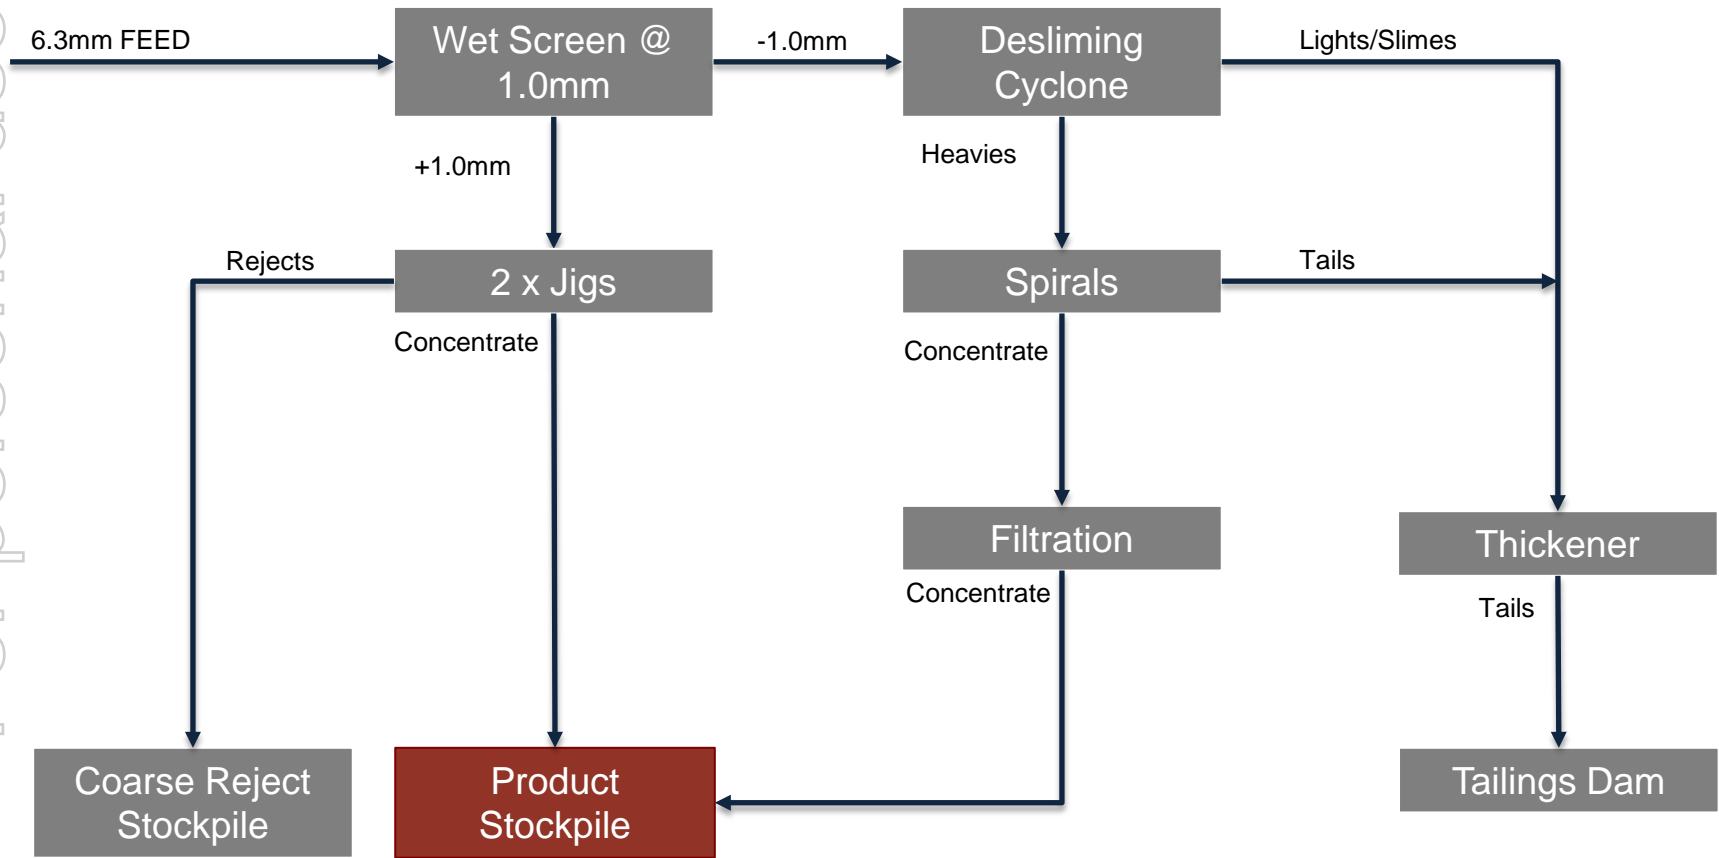 6.3mm FEED
Wet Screen @
1.0mm
-1.0mm
Desliming
Cyclone
Lights/Slimes
+1.0mm
Heavies
Rejects
2 x Jigs
Spirals
Tails
Concentrate
Concentrate
Filtration
Thickener
Concentrate
Tails
Coarse Reject
Stockpile
Product
Stockpile
Tailings Dam